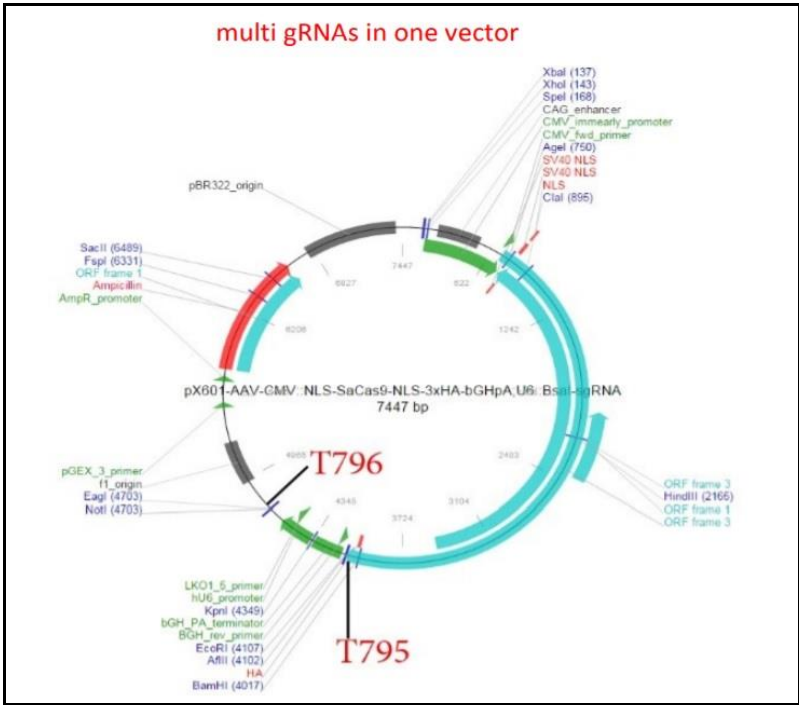 multi gRNAs in one vector
XbaI (137)
XhoI (143)
SpeI (168)
CAG_enhancer
CMV_immearly_promoter
CMV_fwd_primer
AgeI (750)
SV40 NLS
SV40 NLS
NLS
ClaI (895)
pBR322_origin
SacII (6489)
FspI (6331)
ORF frame 1
Ampicillin
AmpR_promoter
7447
6827
622
6206
1242
pX601-AAV-CMV::NLS-SaCas9-NLS-3xHA-bGHpA;U6::BsaI-sgRNA
7447 bp
4965
2483
4345
3104
3724
T796
pGEX_3_primer
f1_origin
EagI (4703)
NotI (4703)
ORF frame 3
HindIII (2166)
ORF frame 1
ORF frame 3
LKO1_5_primer
hU6_promoter
KpnI (4349)
bGH_PA_terminator
BGH_rev_primer
EcoRI (4107)
AflII (4102)
HA
BamHI (4017)
T795